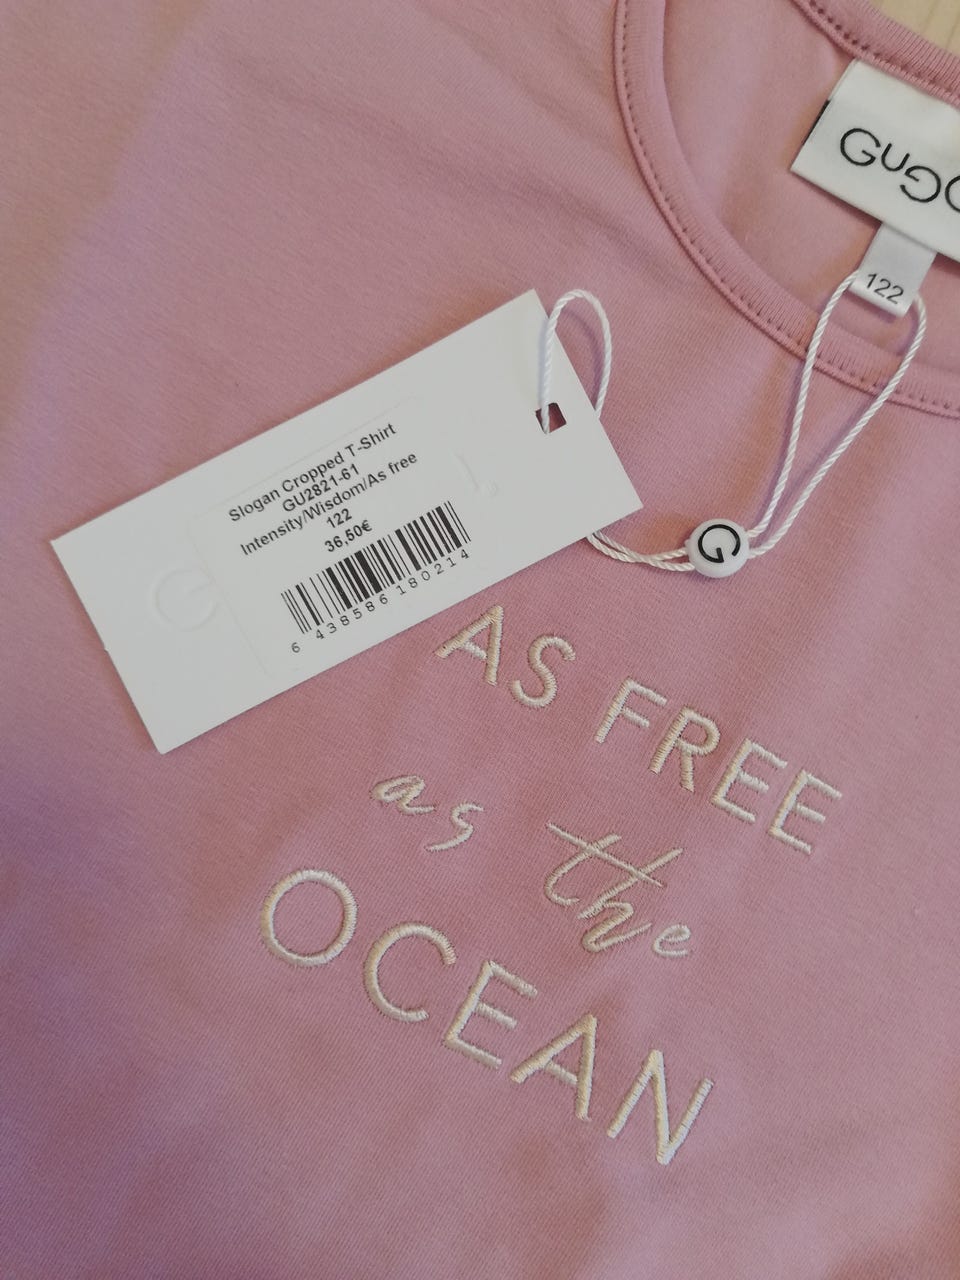 GuGG
122
Slogan Cropped T-Shirt
GU2821-61
Intensity/Wisdom/As free
122
36,50€
6 438586 180214
G
G
AS FREE
as the
OCEAN